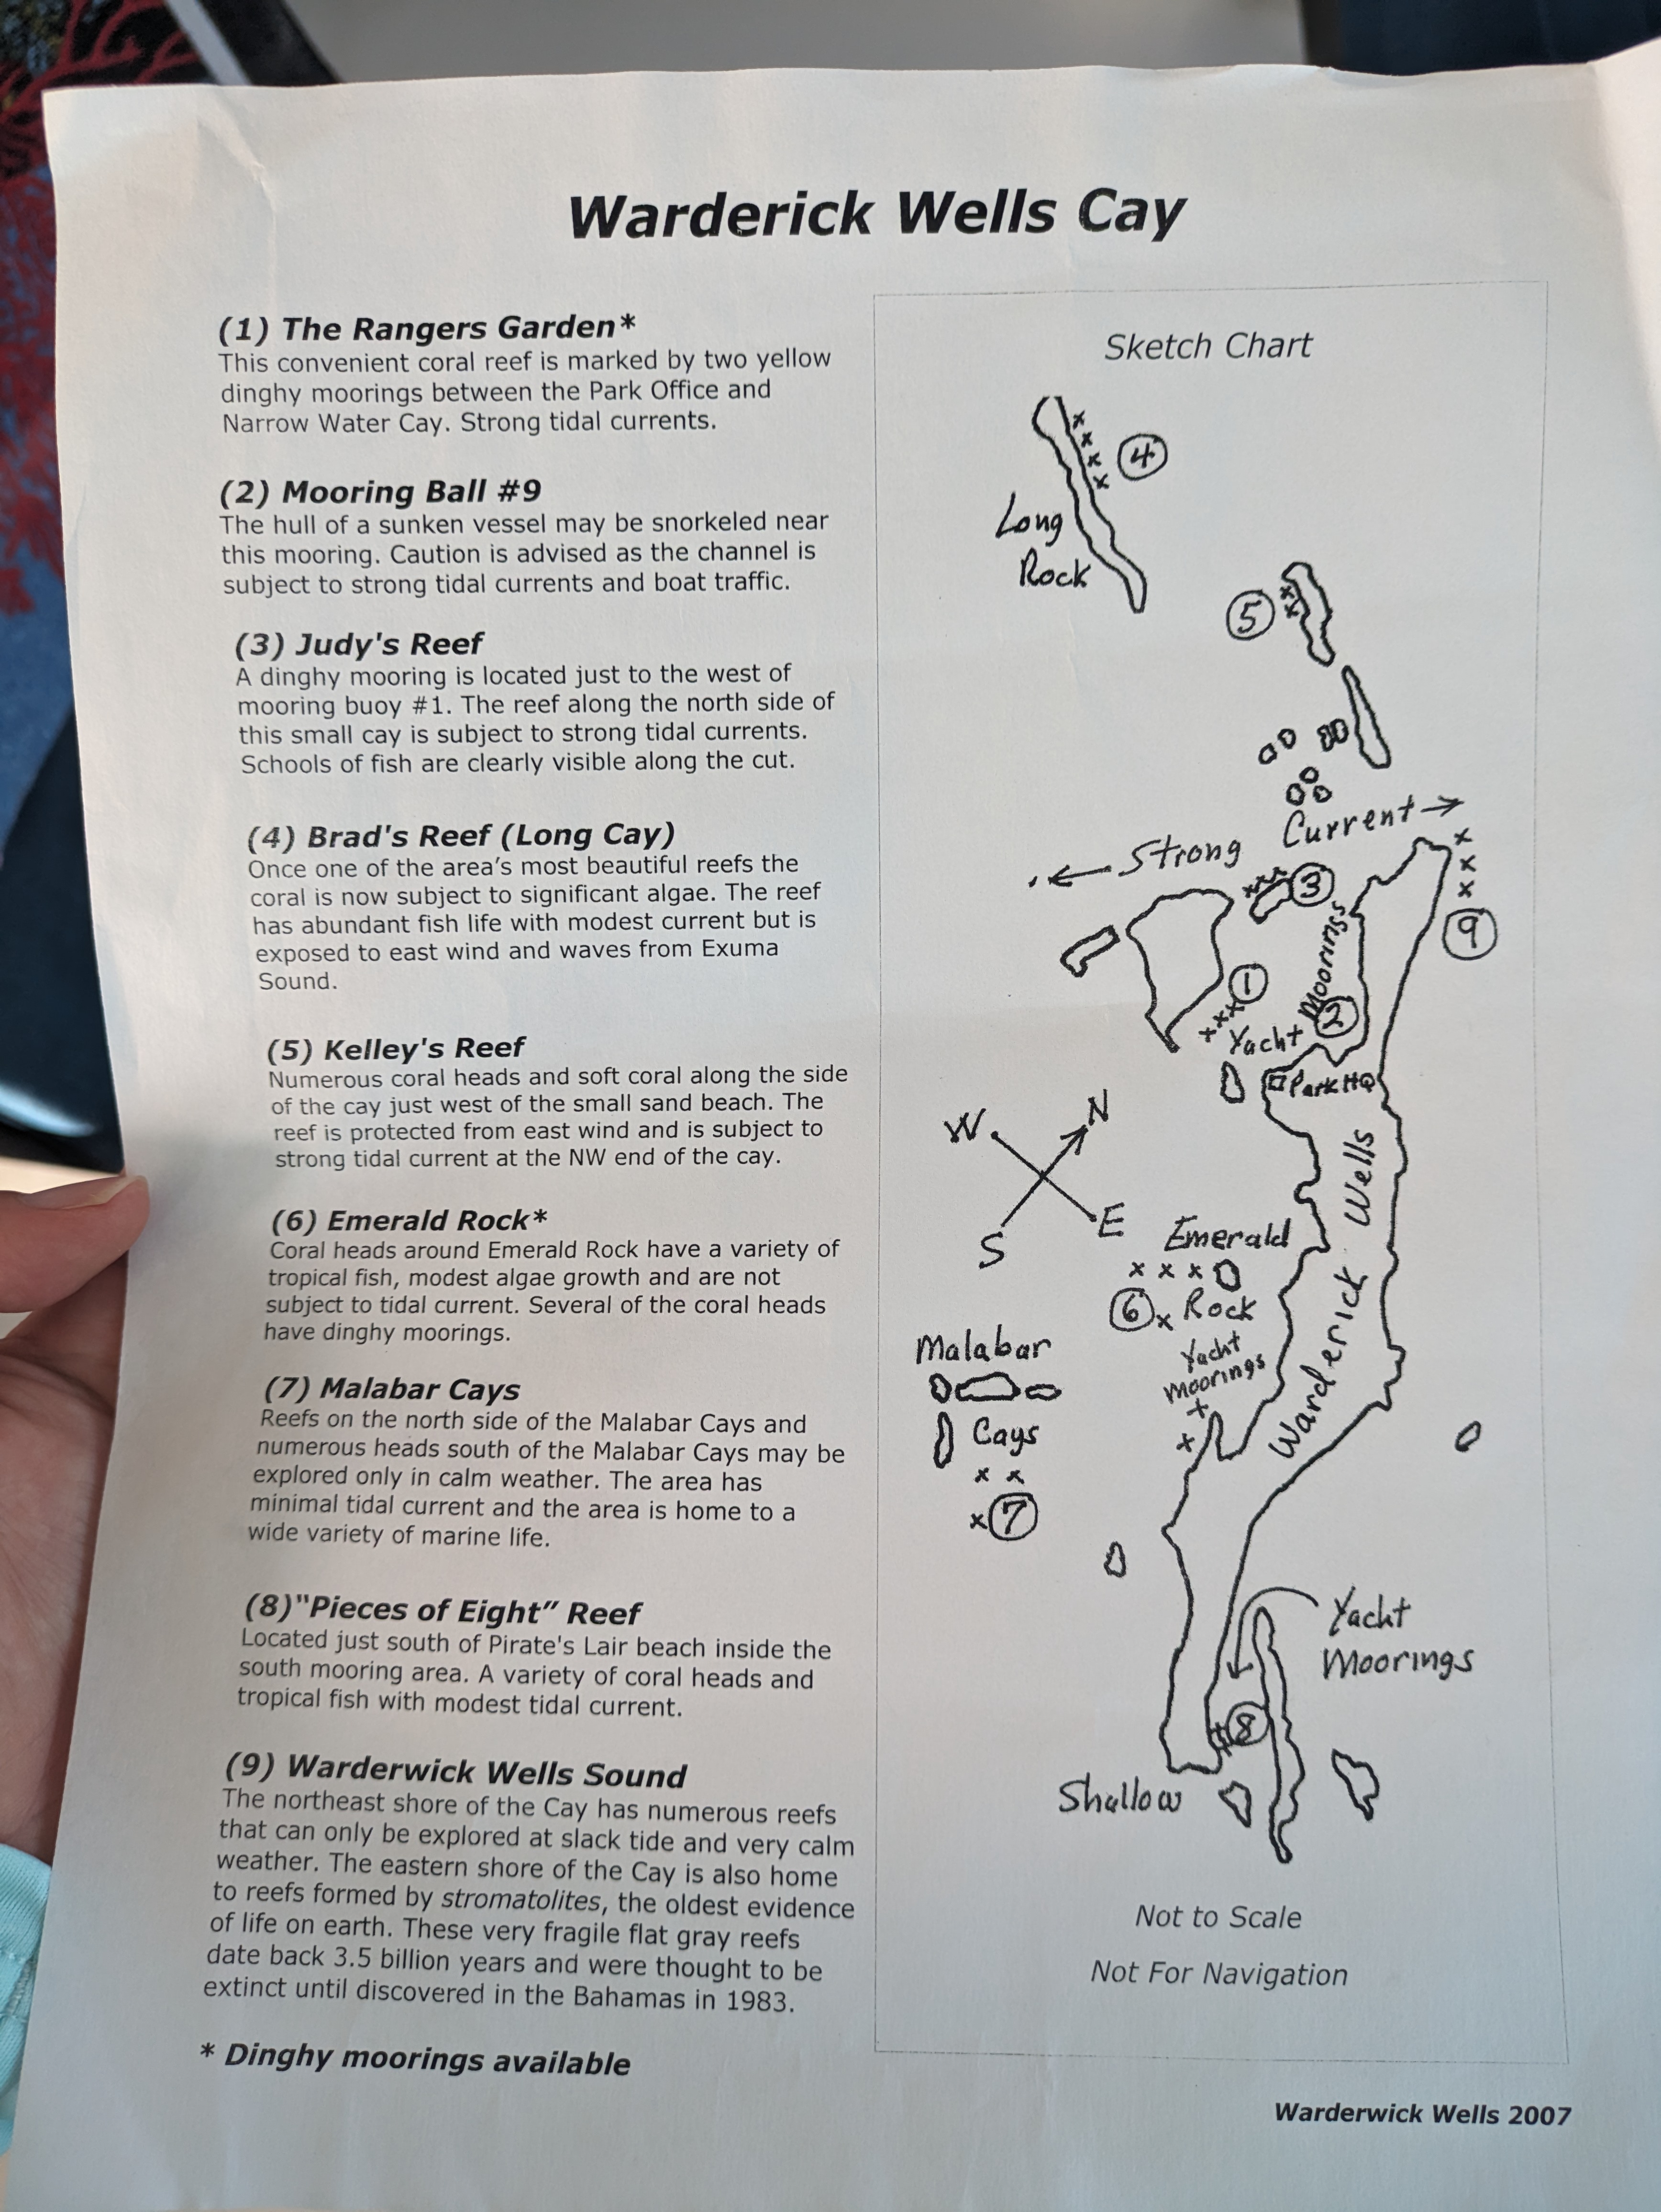 Warderick Wells Cay
(1) The Rangers Garden*
This convenient coral reef is marked by two yellow
dinghy moorings between the Park Office and
Narrow Water Cay. Strong tidal currents.
(2) Mooring Ball #9
The hull of a sunken vessel may be snorkeled near
this mooring. Caution is advised as the channel is
subject to strong tidal currents and boat traffic.
(3) Judy's Reef
A dinghy mooring is located just to the west of
mooring buoy #1. The reef along the north side of
this small cay is subject to strong tidal currents.
Schools of fish are clearly visible along the cut.
(4) Brad's Reef (Long Cay)
Once one of the area’s most beautiful reefs the
coral is now subject to significant algae. The reef
has abundant fish life with modest current but is
exposed to east wind and waves from Exuma
Sound.
(5) Kelley's Reef
Numerous coral heads and soft coral along the side
of the cay just west of the small sand beach. The
reef is protected from east wind and is subject to
strong tidal current at the NW end of the cay.
(6) Emerald Rock*
Coral heads around Emerald Rock have a variety of
tropical fish, modest algae growth and are not
subject to tidal current. Several of the coral heads
have dinghy moorings.
(7) Malabar Cays
Reefs on the north side of the Malabar Cays and
numerous heads south of the Malabar Cays may be
explored only in calm weather. The area has
minimal tidal current and the area is home to a
wide variety of marine life.
(8)"Pieces of Eight” Reef
Located just south of Pirate's Lair beach inside the
south mooring area. A variety of coral heads and
tropical fish with modest tidal current.
(9) Warderwick Wells Sound
The northeast shore of the Cay has numerous reefs
that can only be explored at slack tide and very calm
weather. The eastern shore of the Cay is also home
to reefs formed by stromatolites, the oldest evidence
of life on earth. These very fragile flat gray reefs
date back 3.5 billion years and were thought to be
extinct until discovered in the Bahamas in 1983.
* Dinghy moorings available
Sketch Chart
4
Long
Rock
5
Strong Current
3
9
Moorings
1
2
Yacht
Park HQ
W N
S E
Wells
Emerald
6 Rock
Warderick
Yacht
Moorings
Malabar
Cays
7
Yacht
Moorings
8
Shallow
Not to Scale
Not For Navigation
Warderwick Wells 2007